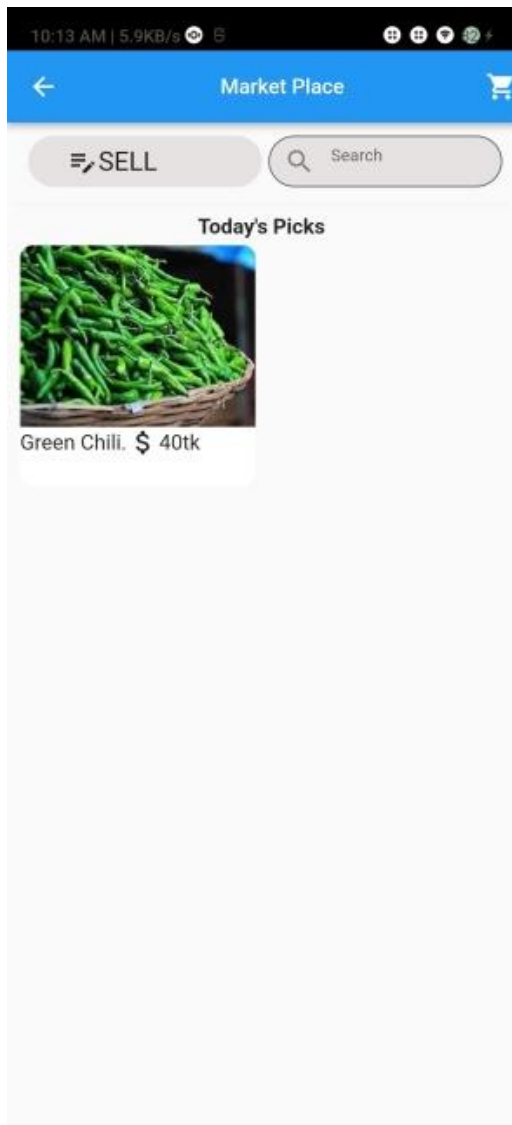 10:13 AM | 5.9KB/s
Market Place
SELL
Search
Today's Picks
Green Chili. $ 40tk